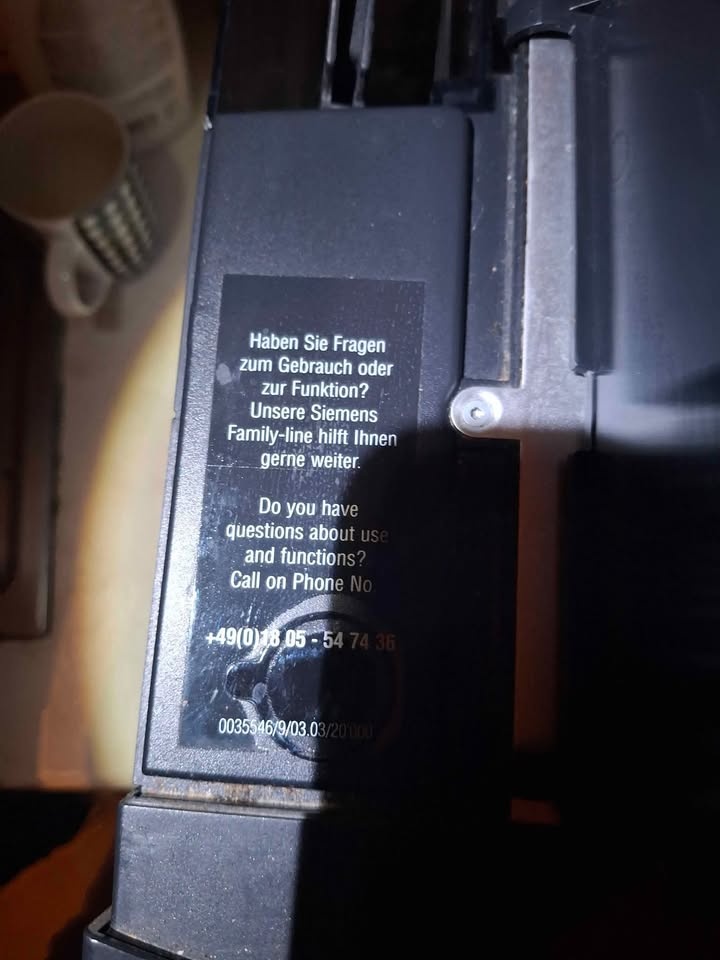 Haben Sie Fragen
zum Gebrauch oder
zur Funktion?
Unsere Siemens
Family-line hilft Ihnen
gerne weiter.
Do you have
questions about use
and functions?
Call on Phone No
+49(0)18 05 - 54 74 36
0035546/9/03.03/20'000